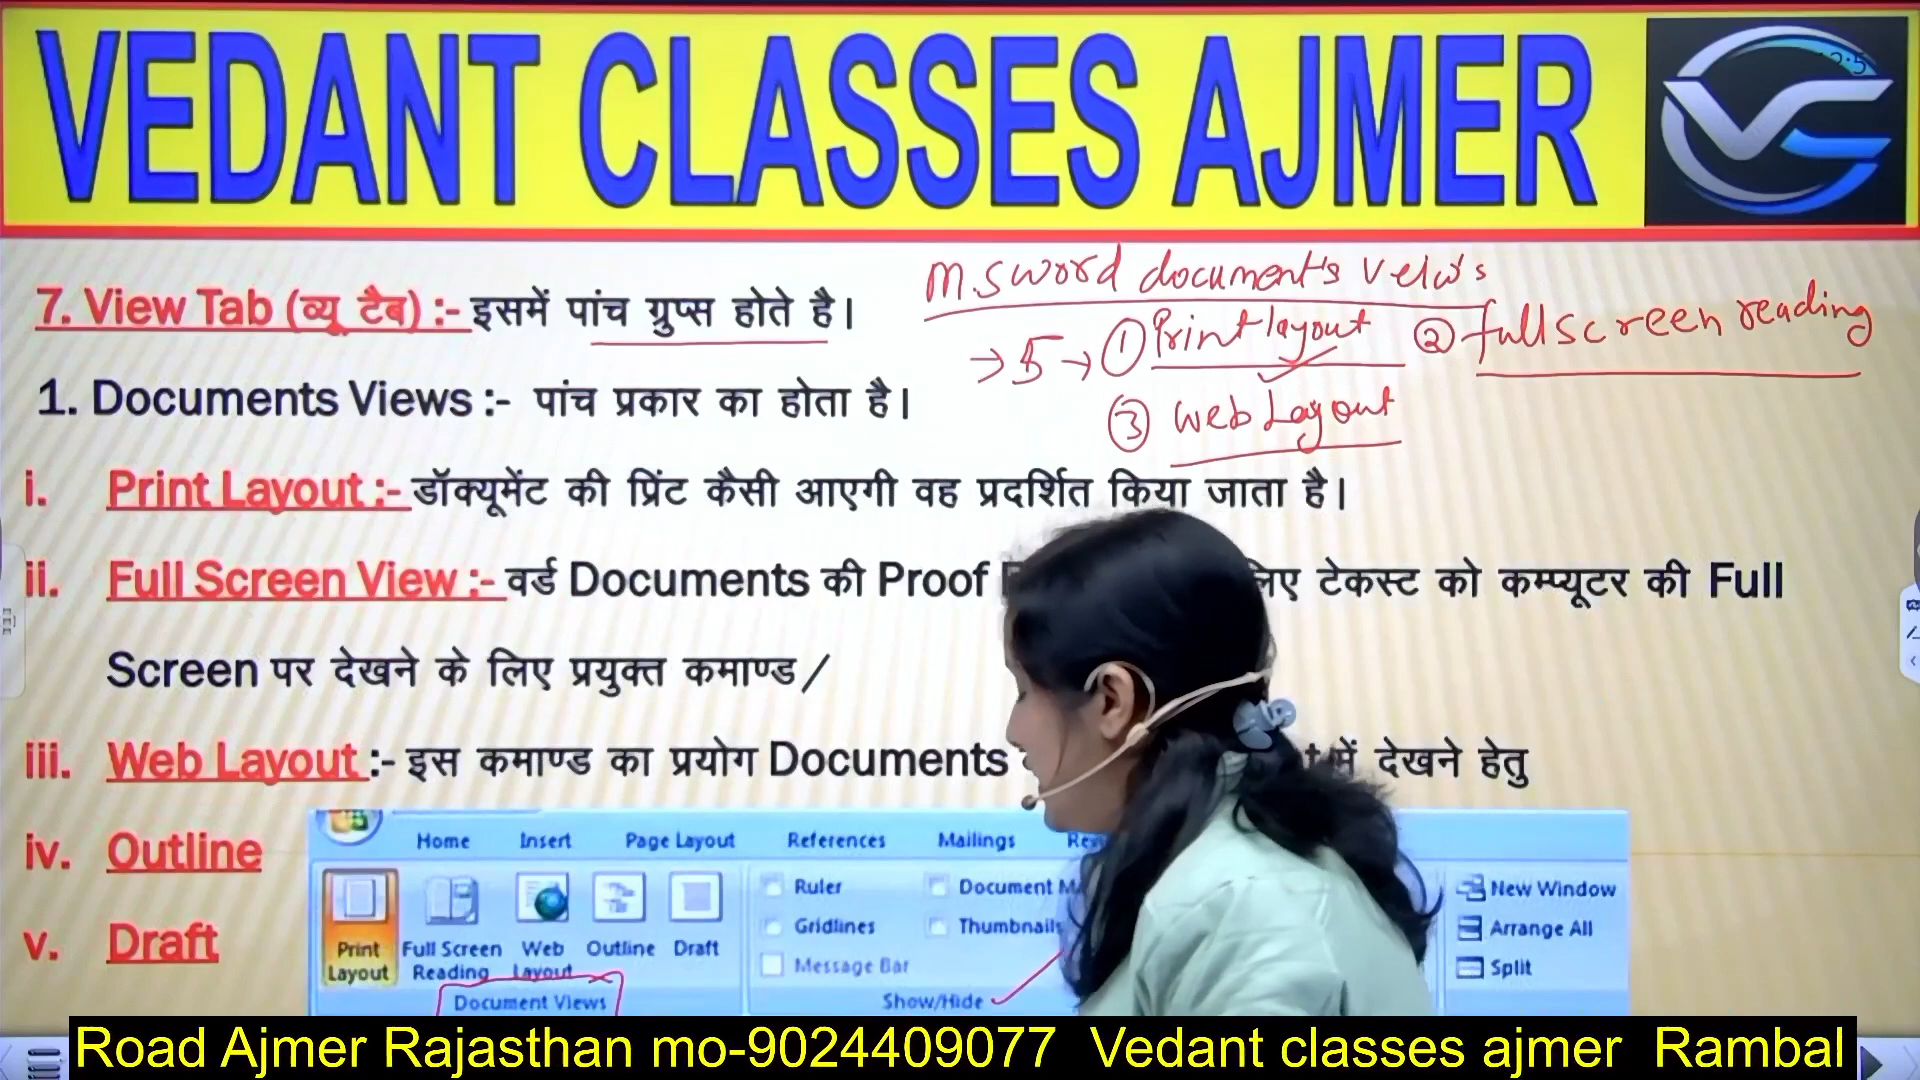 VEDANT CLASSES AJMER
7. View Tab (व्यू टैब) :- इसमें पांच ग्रुप्स होते है।
M.S word document's Veiw's
→ 5 → ① Print layout ② full screen reading
③ Web Layout
1. Documents Views :- पांच प्रकार का होता है।
i. Print Layout :- डॉक्यूमेंट की प्रिंट कैसी आएगी वह प्रदर्शित किया जाता है।
ii. Full Screen View :- वर्ड Documents की Proof लिए टेकस्ट को कम्प्यूटर की Full
Screen पर देखने के लिए प्रयुक्त कमाण्ड/
iii. Web Layout :- इस कमाण्ड का प्रयोग Documents में देखने हेतु
iv. Outline
v. Draft
Home Insert Page Layout References Mailings
Print Layout
Full Screen Reading
Web Layout
Outline
Draft
Document Views
Ruler
Gridlines
Message Bar
Document
Thumbnails
Show/Hide
New Window
Arrange All
Split
Road Ajmer Rajasthan mo-9024409077 Vedant classes ajmer Rambal